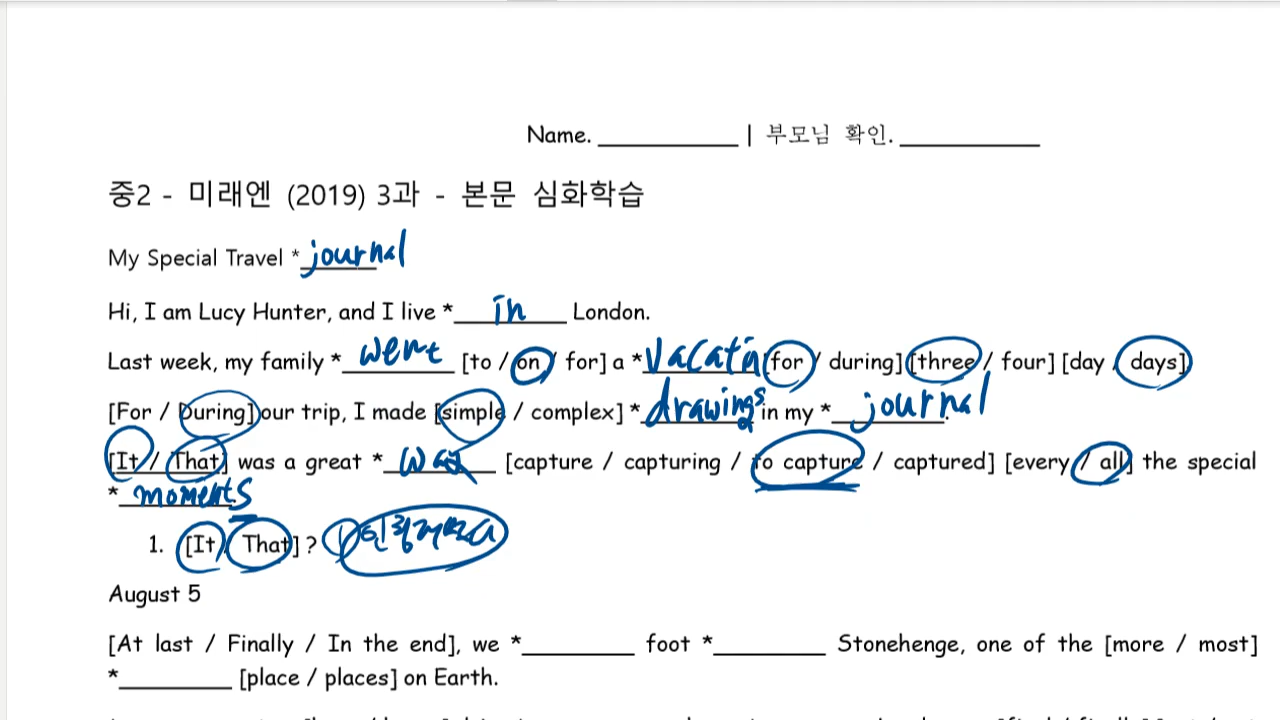 Name. ___________ | 부모님 확인. ___________
중2 - 미래엔 (2019) 3과 - 본문 심화학습
My Special Travel * journal
Hi, I am Lucy Hunter, and I live * in London.
Last week, my family * went [to / on / for] a * vacatin [for / during] [three / four] [day / days]
[For / During] our trip, I made [simple / complex] * drawings in my * journal.
[It / That] was a great * way [capture / capturing / to capture / captured] [every / all] the special
* moments.
1. [It / That] ?
August 5
[At last / Finally / In the end], we *_________ foot *_________ Stonehenge, one of the [more / most]
*_________ [place / places] on Earth.